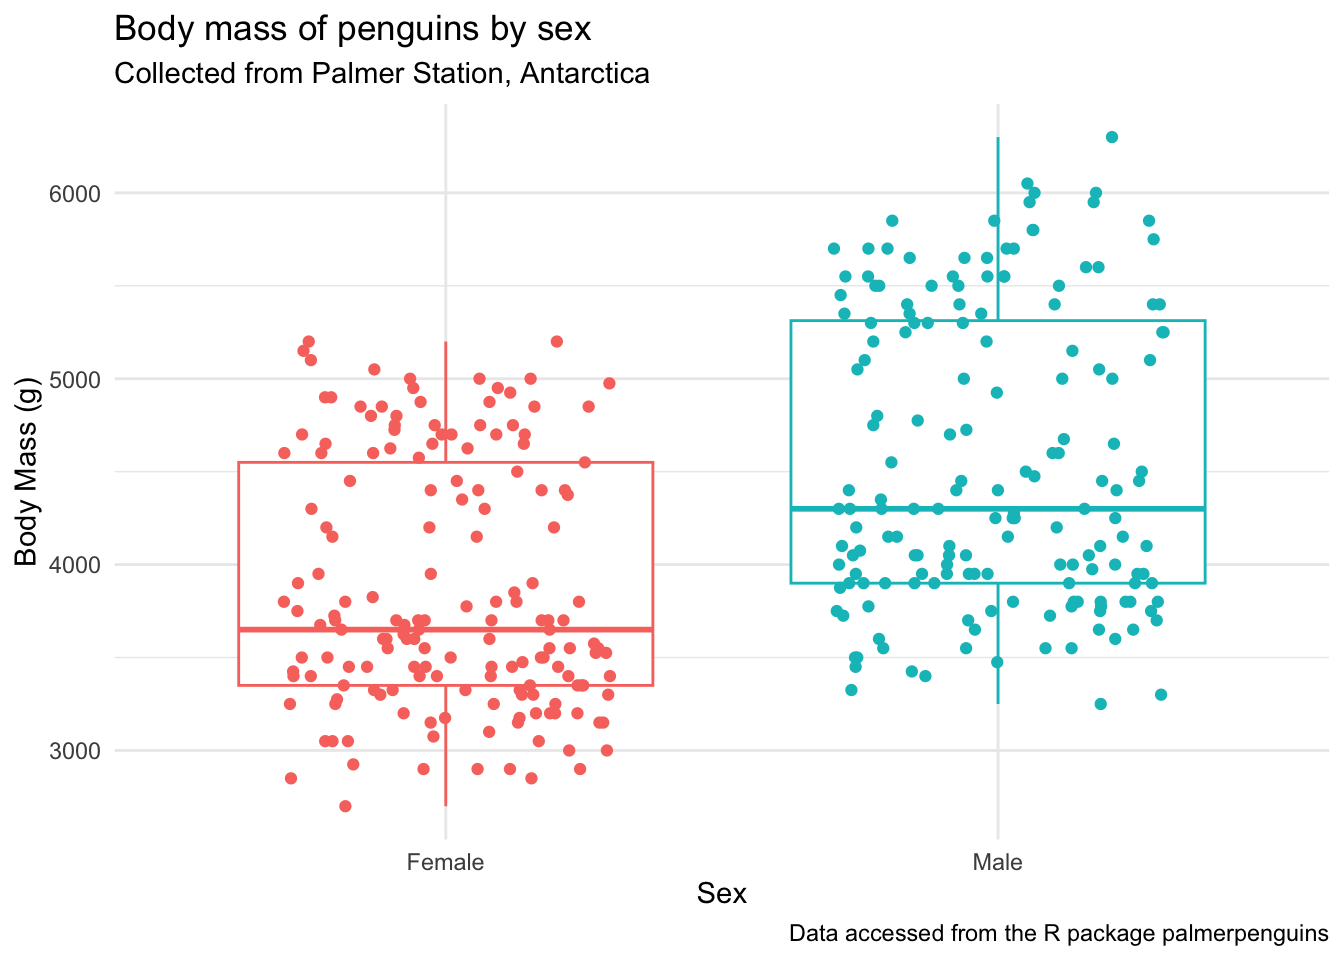 Body mass of penguins by sex
Collected from Palmer Station, Antarctica
6000
5000
4000
3000
Body Mass (g)
Female
Male
Sex
Data accessed from the R package palmerpenguins